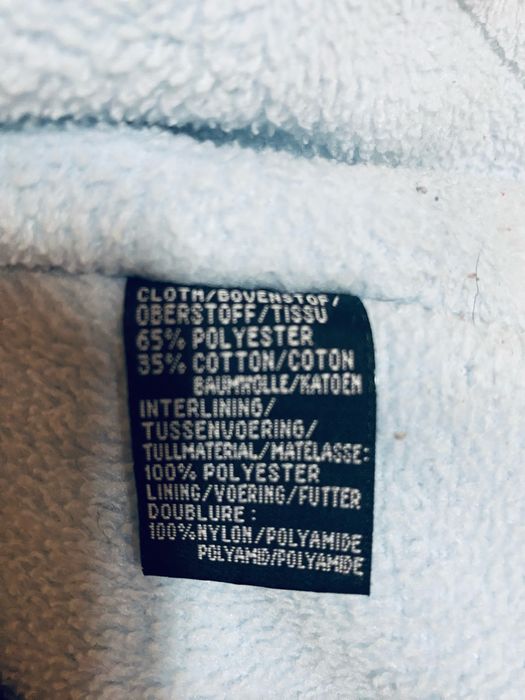 CLOTH/BOVENSTOF/
OBERSTOFF/TISSU
65% POLYESTER
35% COTTON/COTON
BAUMWOLLE/KATOEN
INTERLINING/
TUSSENVOERING/
TULLMATERIAL/MATELASSE:
100% POLYESTER
LINING/VOERING/FUTTER
DOUBLURE:
100%NYLON/POLYAMIDE
POLYAMID/POLYAMIDE